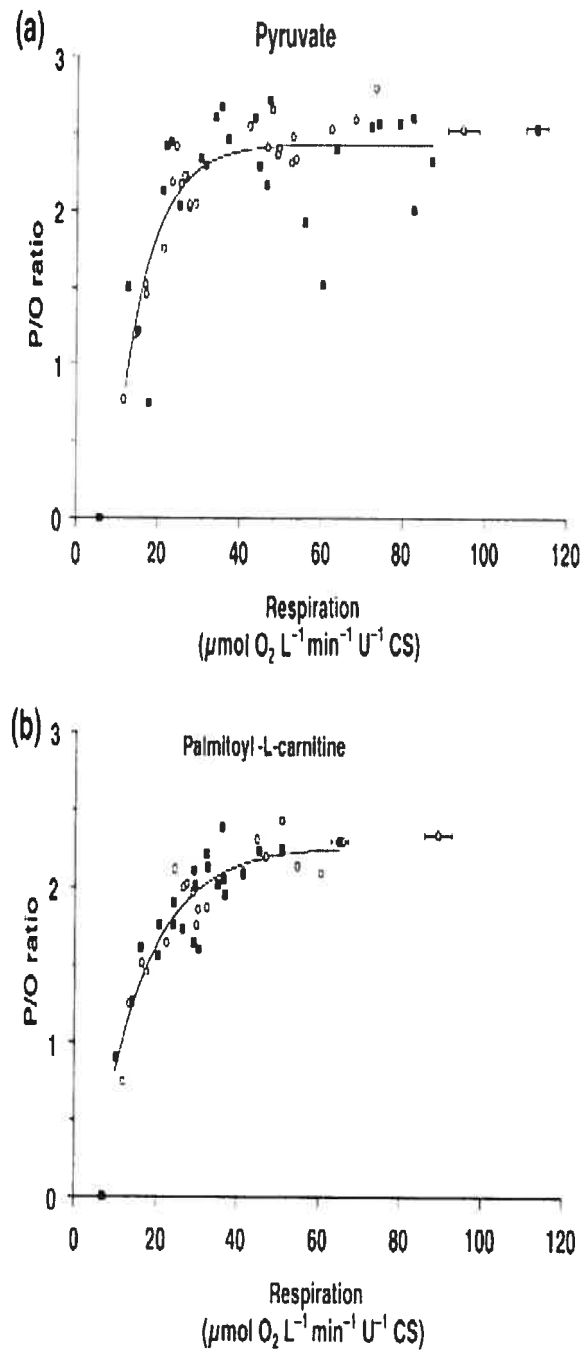 (a)
Pyruvate
3
2
1
0
P/O ratio
0 20 40 60 80 100 120
Respiration
(µmol O₂ L⁻¹ min⁻¹ U⁻¹ CS)
(b)
Palmitoyl-L-carnitine
3
2
1
0
P/O ratio
0 20 40 60 80 100 120
Respiration
(µmol O₂ L⁻¹ min⁻¹ U⁻¹ CS)